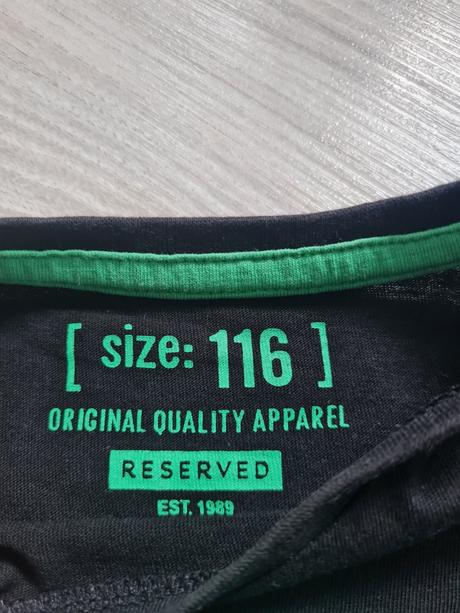 [ size: 116 ]
ORIGINAL QUALITY APPAREL
RESERVED
EST. 1989